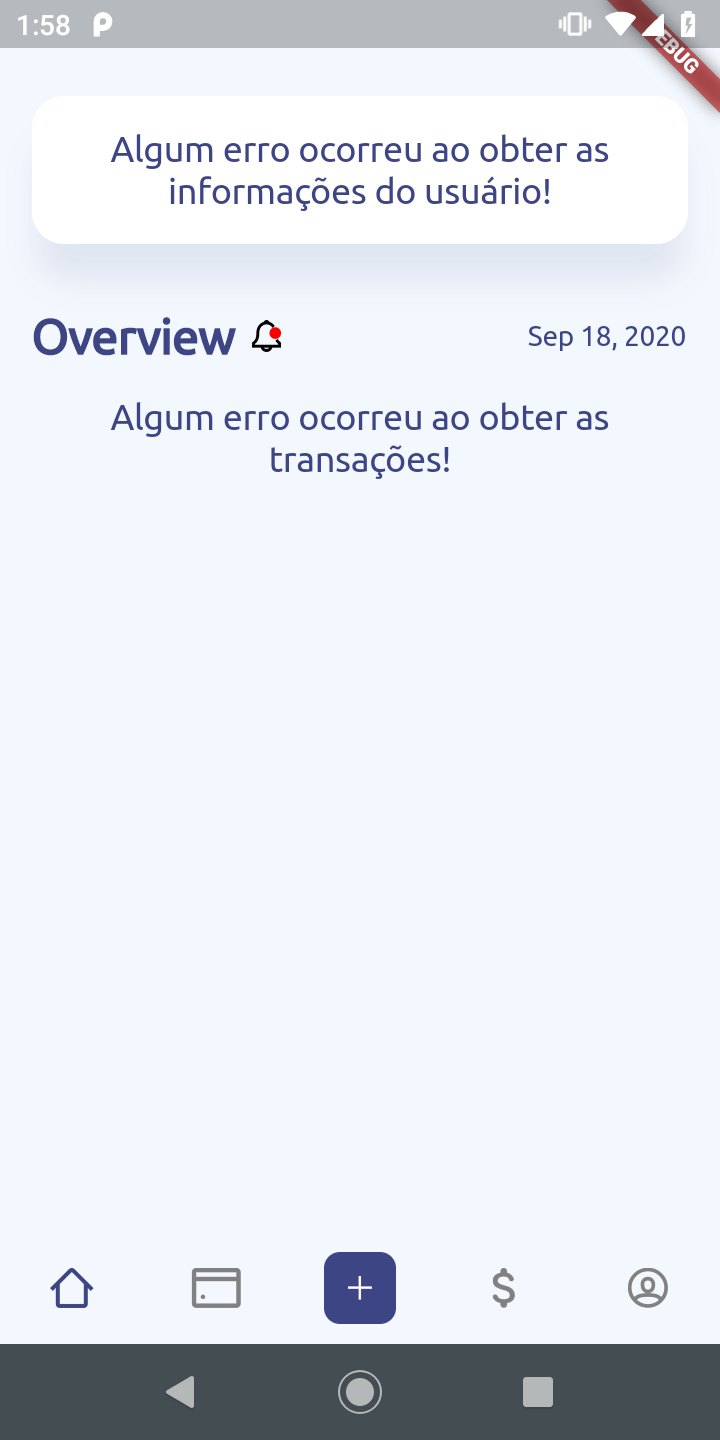 1:58
EBUG
Algum erro ocorreu ao obter as
informações do usuário!
Overview
Sep 18, 2020
Algum erro ocorreu ao obter as
transações!